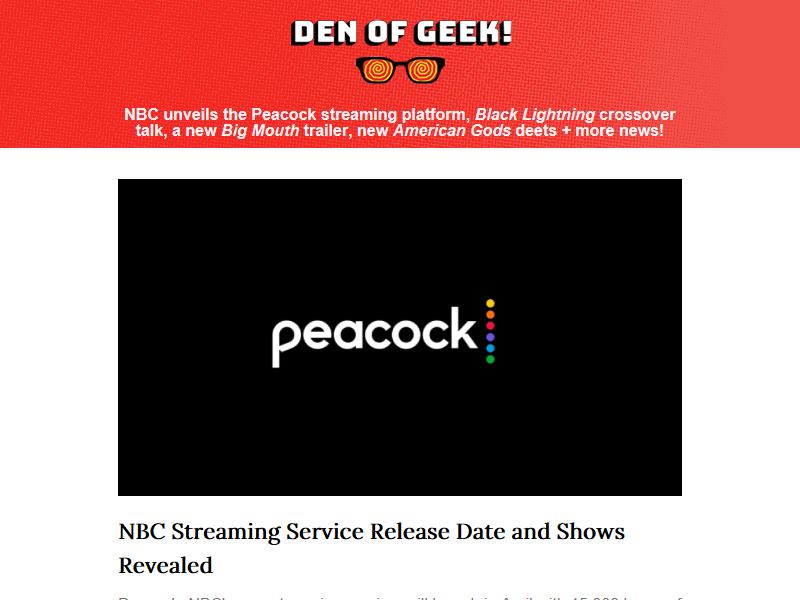 DEN OF GEEK!
NBC unveils the Peacock streaming platform, Black Lightning crossover
talk, a new Big Mouth trailer, new American Gods deets + more news!
peacock
NBC Streaming Service Release Date and Shows
Revealed